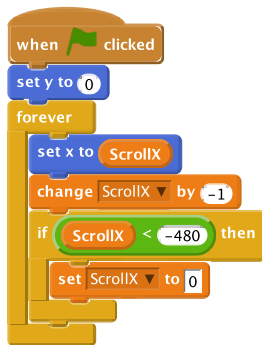 when clicked
set y to 0
forever
set x to ScrollX
change ScrollX by -1
if ScrollX < -480 then
set ScrollX to 0